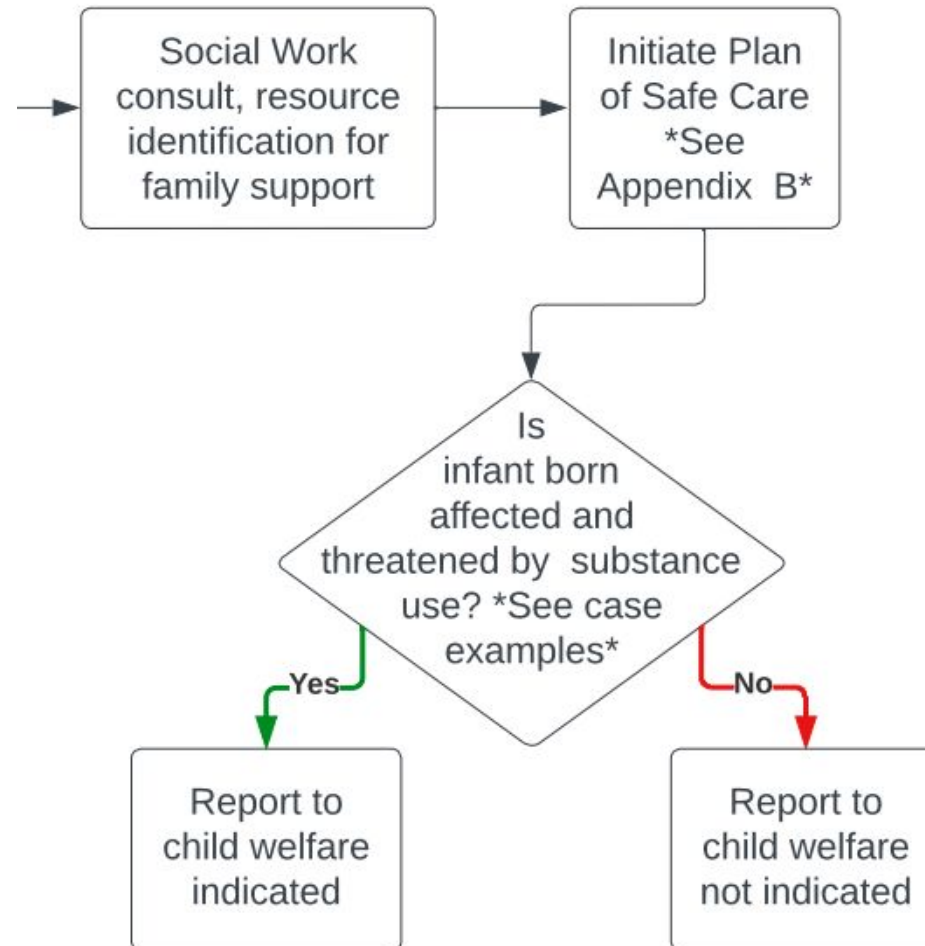 Social Work
consult, resource
identification for
family support
Initiate Plan
of Safe Care
*See
Appendix B*
Is
infant born
affected and
threatened by substance
use? *See case
examples*
Yes
No
Report to
child welfare
indicated
Report to
child welfare
not indicated